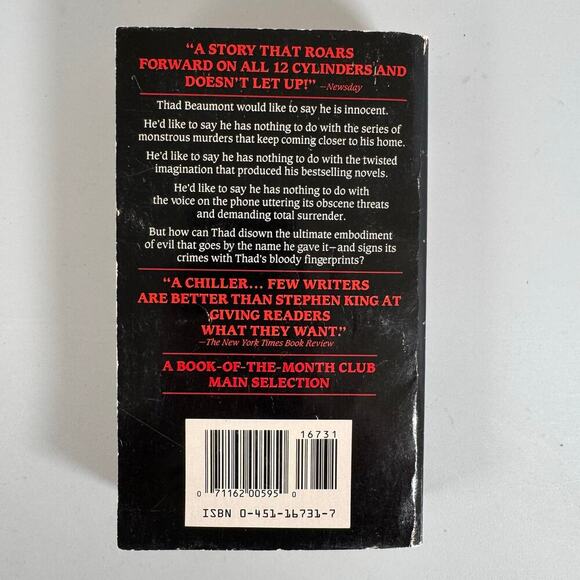 “A STORY THAT ROARS
FORWARD ON ALL 12 CYLINDERS AND
DOESN'T LET UP!” —Newsday
Thad Beaumont would like to say he is innocent.
He'd like to say he has nothing to do with the series of
monstrous murders that keep coming closer to his home.
He'd like to say he has nothing to do with the twisted
imagination that produced his bestselling novels.
He'd like to say he has nothing to do with
the voice on the phone uttering its obscene threats
and demanding total surrender.
But how can Thad disown the ultimate embodiment
of evil that goes by the name he gave it—and signs its
crimes with Thad's bloody fingerprints?
“A CHILLER... FEW WRITERS
ARE BETTER THAN STEPHEN KING AT
GIVING READERS
WHAT THEY WANT.”
—The New York Times Book Review
A BOOK-OF-THE-MONTH CLUB
MAIN SELECTION
16731
0 71162 00595 0
ISBN 0-451-16731-7